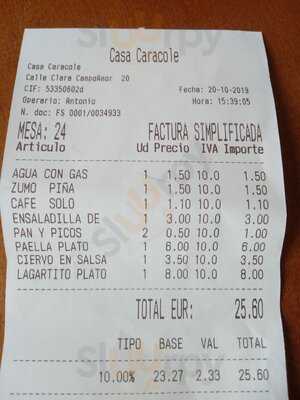 Casa Caracole
Casa Caracole
Calle Clara CampoAmor 20
CIF: 53350602d
Operario: Antonio
N. doc: FS 0001/0034933
Fecha: 20-10-2019
Hora: 15:39:05
MESA: 24 FACTURA SIMPLIFICADA
Articulo Ud Precio IVA Importe
AGUA CON GAS 1 1.50 10.0 1.50
ZUMO PIÑA 1 1.50 10.0 1.50
CAFE SOLO 1 1.10 10.0 1.10
ENSALADILLA DE 1 3.00 10.0 3.00
PAN Y PICOS 2 0.50 10.0 1.00
PAELLA PLATO 1 6.00 10.0 6.00
CIERVO EN SALSA 1 3.50 10.0 3.50
LAGARTITO PLATO 1 8.00 10.0 8.00
TOTAL EUR: 25.60
TIPO BASE VAL TOTAL
10.00% 23.27 2.33 25.60